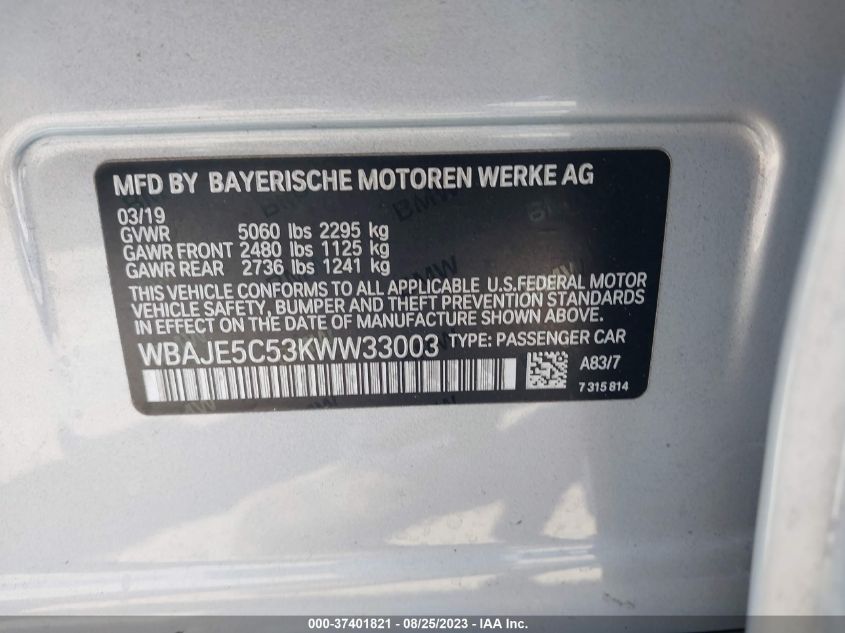 MFD BY BAYERISCHE MOTOREN WERKE AG
03/19
GVWR 5060 lbs 2295 kg
GAWR FRONT 2480 lbs 1125 kg
GAWR REAR 2736 lbs 1241 kg
THIS VEHICLE CONFORMS TO ALL APPLICABLE U.S.FEDERAL MOTOR
VEHICLE SAFETY, BUMPER AND THEFT PREVENTION STANDARDS
IN EFFECT ON THE DATE OF MANUFACTURE SHOWN ABOVE.
WBAJE5C53KWW33003 TYPE: PASSENGER CAR
A83/7
7 315 814
000-37401821 - 08/25/2023 - IAA Inc.